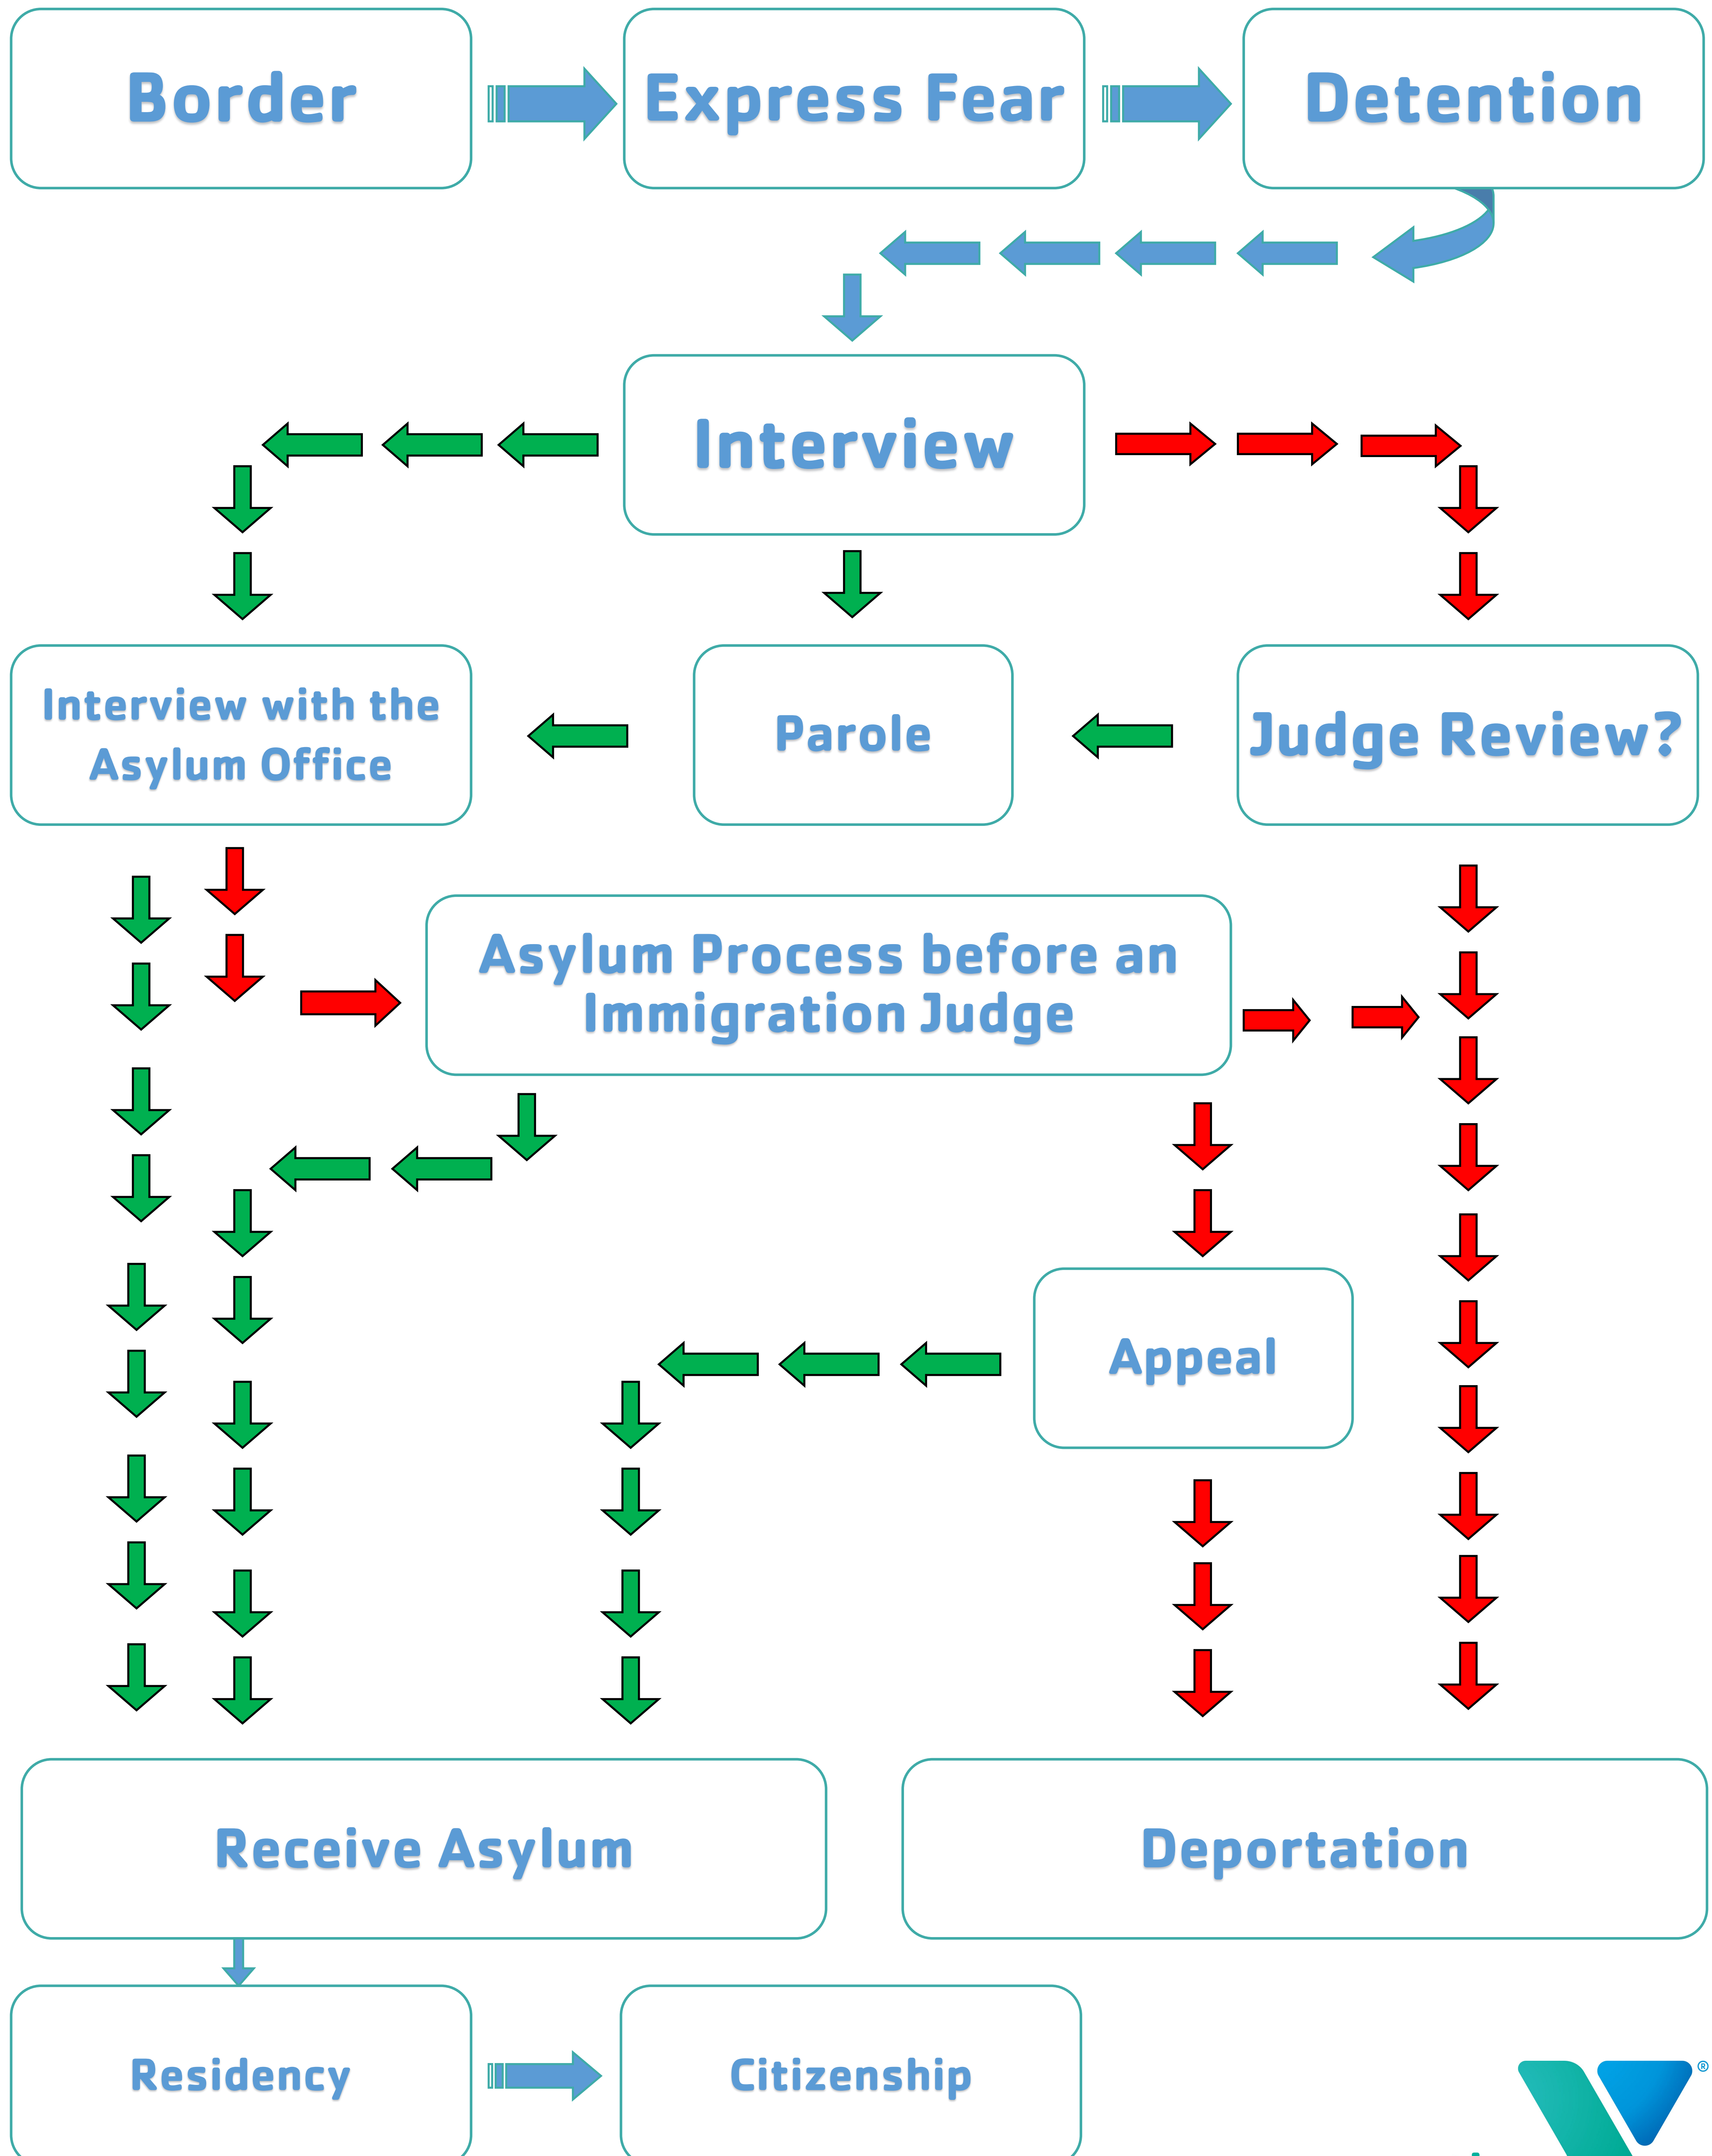 Border
Express Fear
Detention
Interview
Interview with the
Asylum Office
Parole
Judge Review?
Asylum Process before an
Immigration Judge
Appeal
Receive Asylum
Deportation
Residency
Citizenship
®